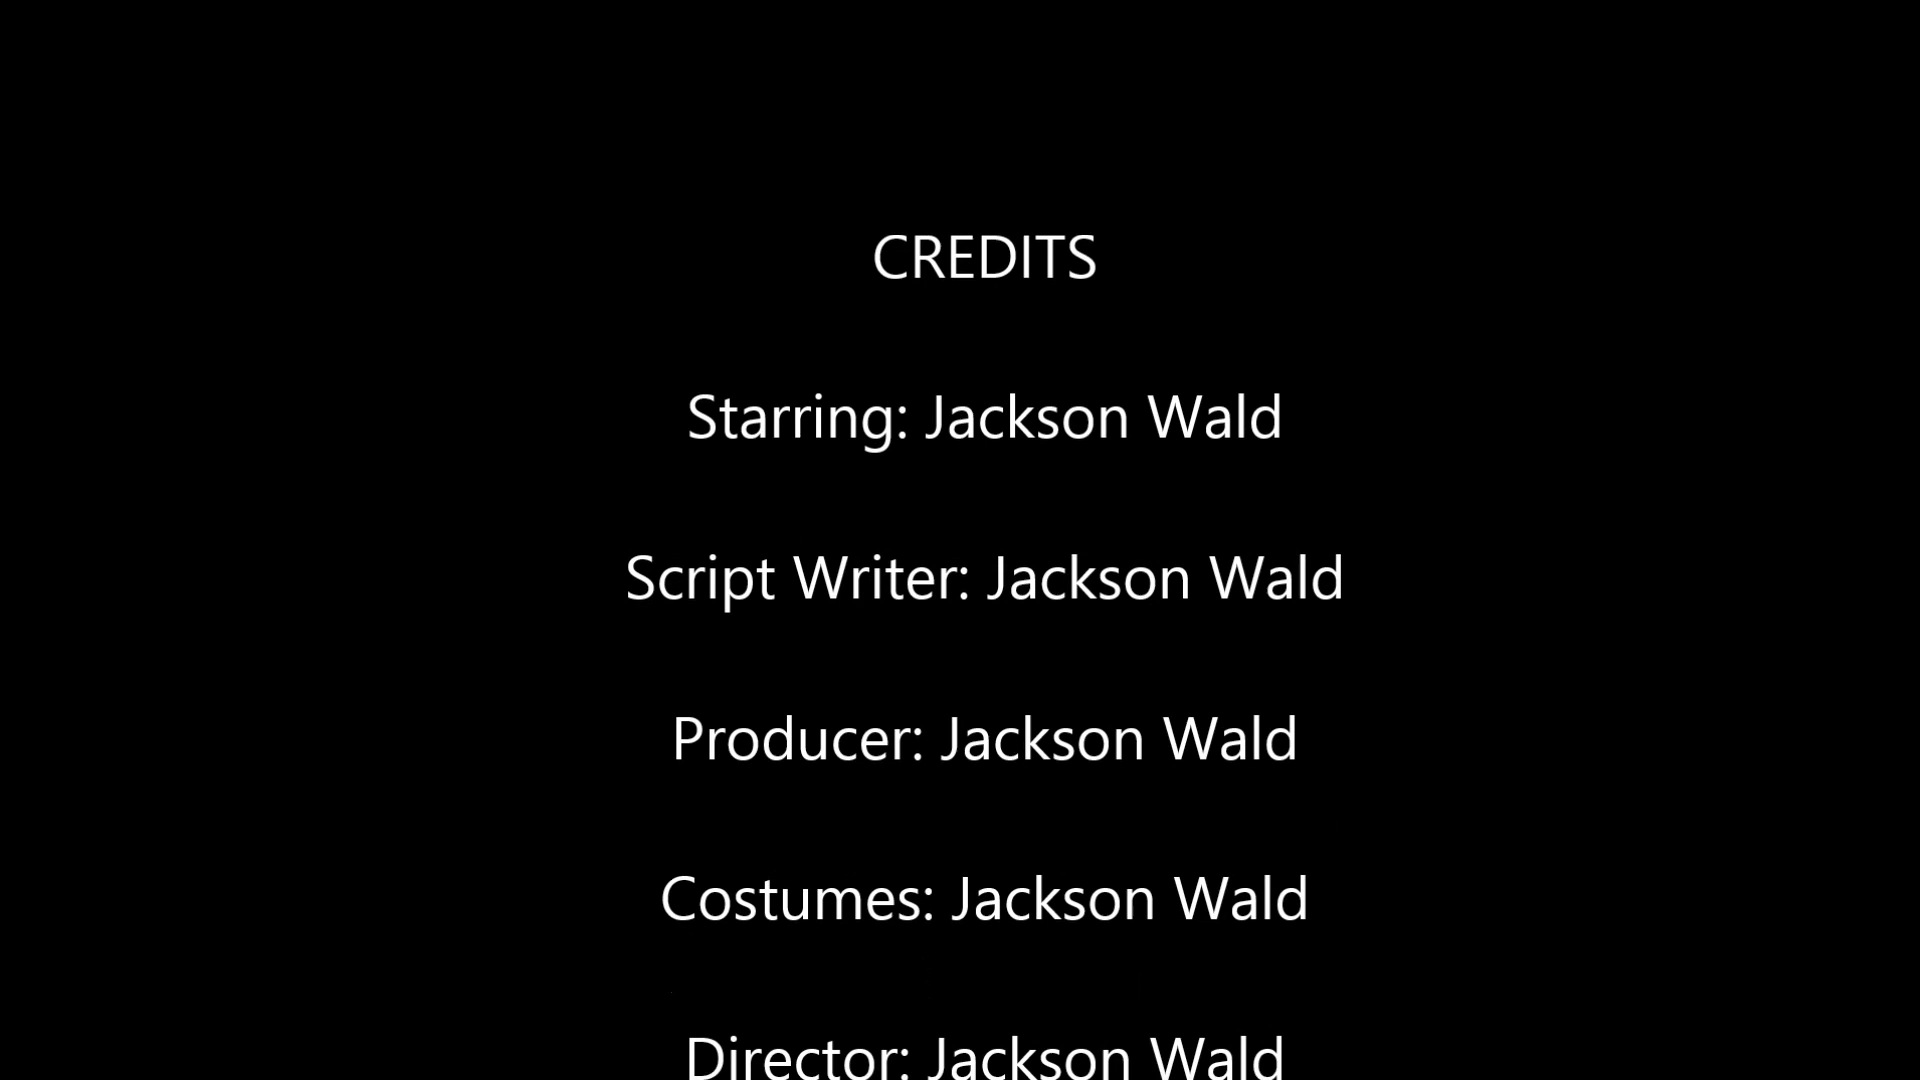 CREDITS
Starring: Jackson Wald
Script Writer: Jackson Wald
Producer: Jackson Wald
Costumes: Jackson Wald
Director: Jackson Wald